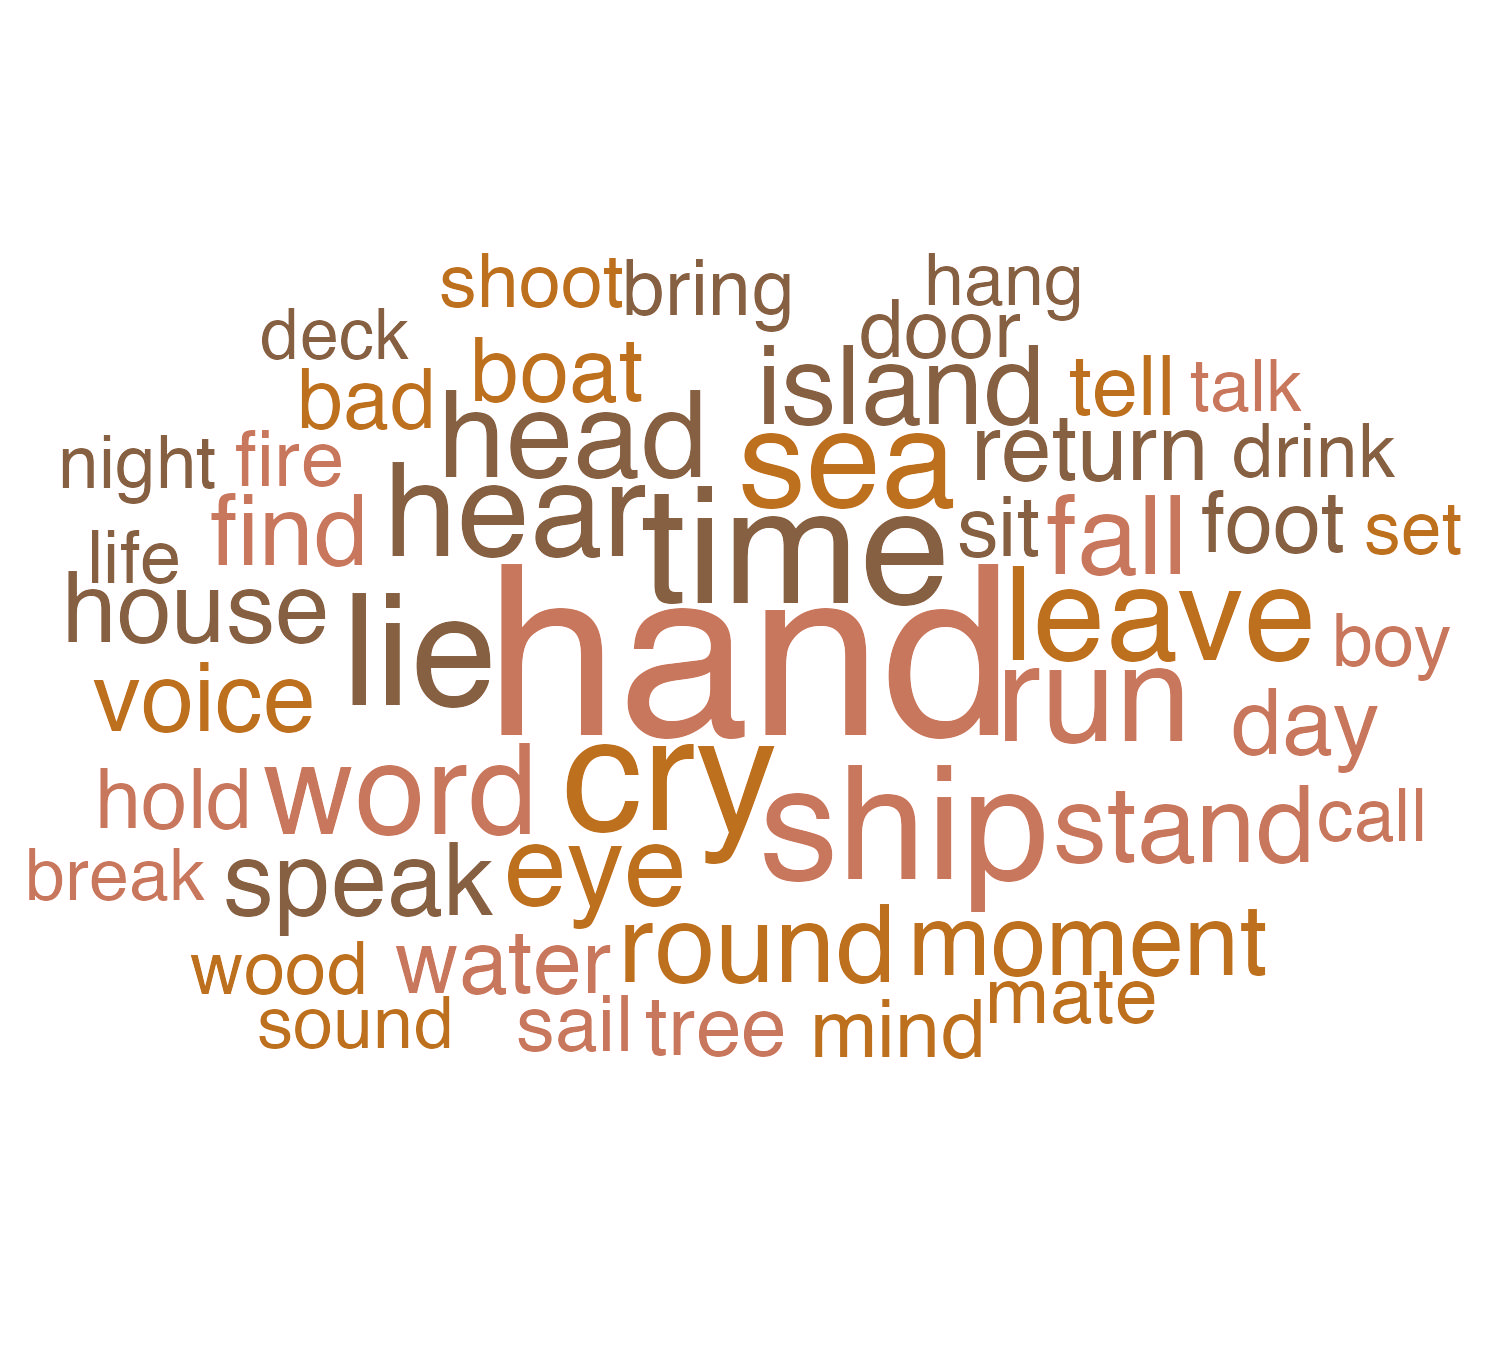 shoot bring hang
deck door
bad boat island tell talk
night fire head sea return drink
find hear time sit fall foot set
life
house lie hand leave boy
voice run day
hold word cry ship stand call
break speak eye
wood water round moment
sound sail tree mind mate